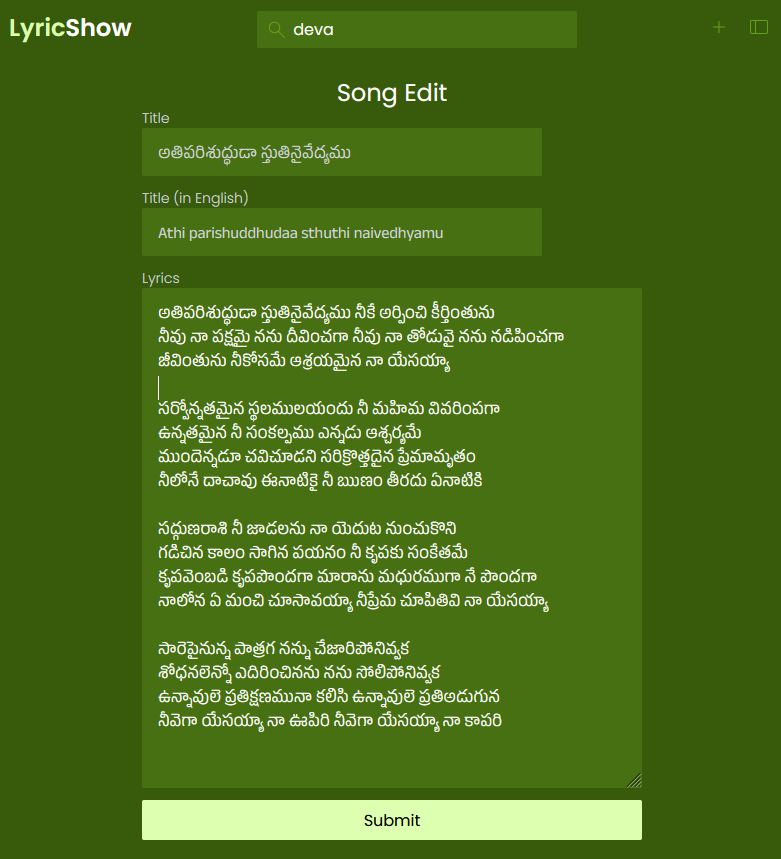 LyricShow
deva
Song Edit
Title
అతిపరిశుద్ధుడా స్తుతినైవేద్యము
Title (in English)
Athi parishuddhudaa sthuthi naivedhyamu
Lyrics
అతిపరిశుద్ధుడా స్తుతినైవేద్యము నీకే అర్పించి కీర్తింతును
నీవు నా పక్షమై నను దీవించగా నీవు నా తోడువై నను నడిపించగా
జీవింతును నీకోసమే ఆశ్రయమైన నా యేసయ్యా
సర్వోన్నతమైన స్థలములయందు నీ మహిమ వివరింపగా
ఉన్నతమైన నీ సంకల్పము ఎన్నడు ఆశ్చర్యమే
ముందెన్నడూ చవిచూడని సరిక్రొత్తదైన ప్రేమామృతం
నీలోనే దాచావు ఈనాటికై నీ ఋణం తీరదు ఏనాటికి
సద్గుణరాశి నీ జాడలను నా యెదుట నుంచుకొని
గడిచిన కాలం సాగిన పయనం నీ కృపకు సంకేతమే
కృపవెంబడి కృపపొందగా మారాను మధురముగా నే పొందగా
నాలోన ఏ మంచి చూసావయ్యా నీప్రేమ చూపితివి నా యేసయ్యా
సారెపైనున్న పాత్రగ నన్ను చేజారిపోనివ్వక
శోధనలెన్నో ఎదిరించినను నను సోలిపోనివ్వక
ఉన్నావులె ప్రతిక్షణమునా కలిసి ఉన్నావులె ప్రతిఅడుగున
నీవెగా యేసయ్యా నా ఊపిరి నీవెగా యేసయ్యా నా కాపరి
Submit